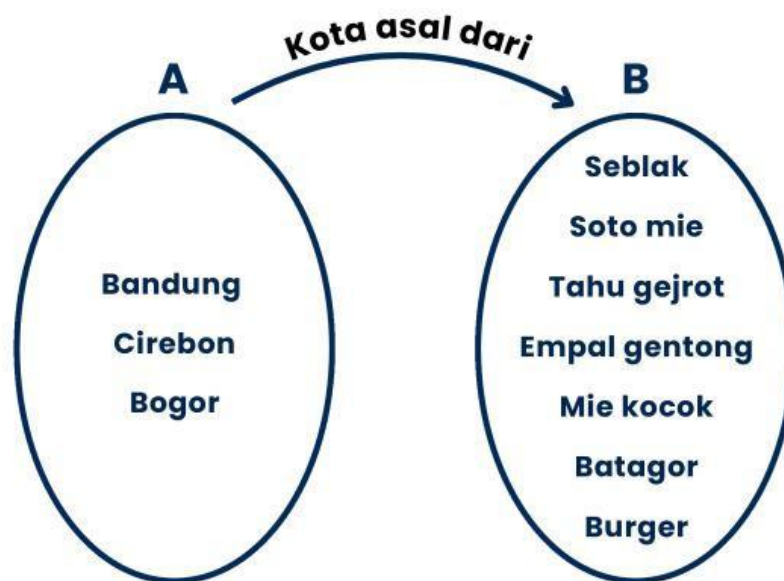 Kota asal dari
A
B
Bandung
Cirebon
Bogor
Seblak
Soto mie
Tahu gejrot
Empal gentong
Mie kocok
Batagor
Burger